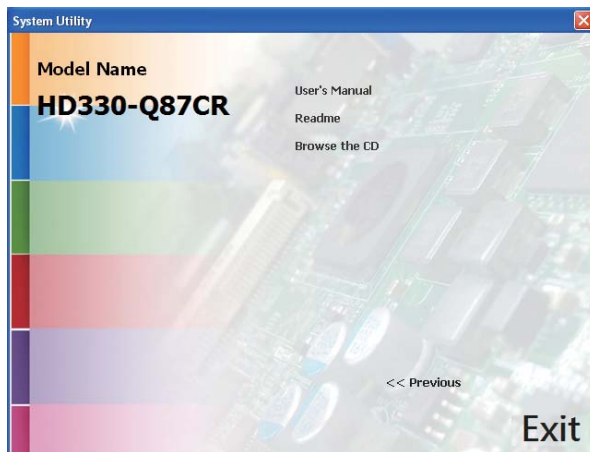 System Utility
Model Name
HD330-Q87CR
User's Manual
Readme
Browse the CD
<< Previous
Exit